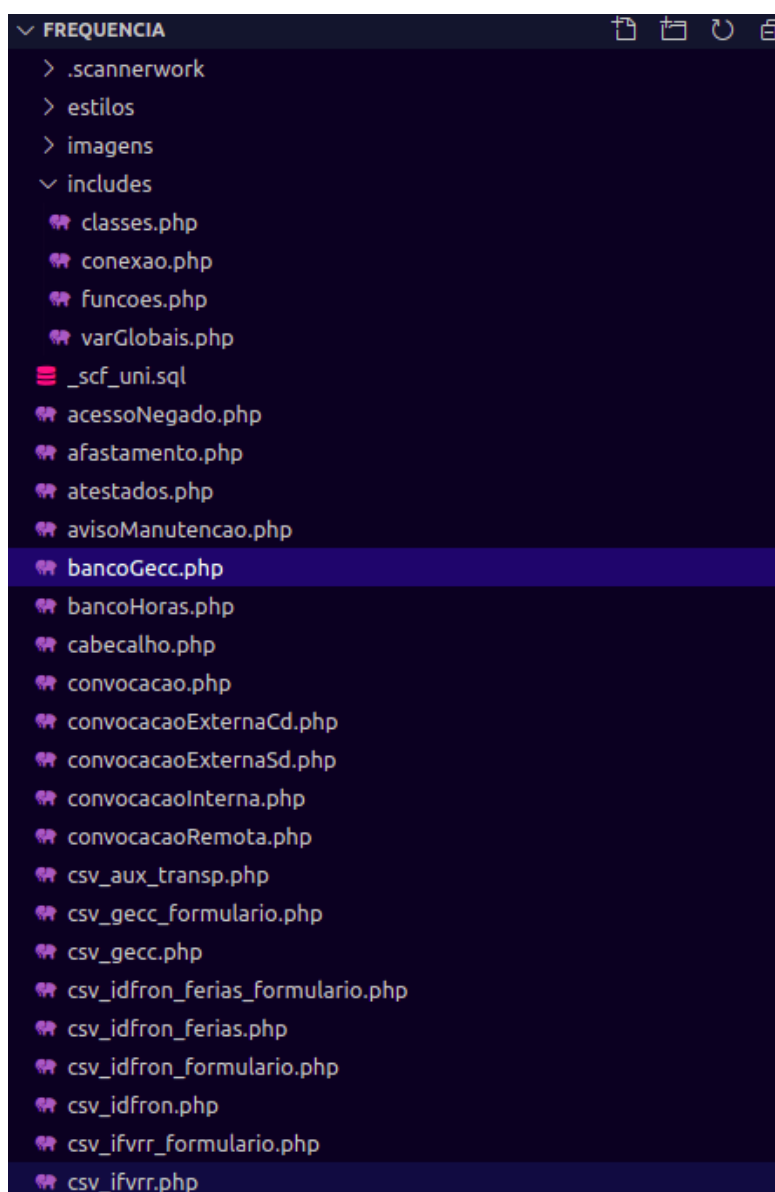 FREQUENCIA
.scannerwork
estilos
imagens
includes
classes.php
conexao.php
funcoes.php
varGlobais.php
_scf_uni.sql
acessoNegado.php
afastamento.php
atestados.php
avisoManutencao.php
bancoGecc.php
bancoHoras.php
cabecalho.php
convocacao.php
convocacaoExternaCd.php
convocacaoExternaSd.php
convocacaoInterna.php
convocacaoRemota.php
csv_aux_transp.php
csv_gecc_formulario.php
csv_gecc.php
csv_idfron_ferias_formulario.php
csv_idfron_ferias.php
csv_idfron_formulario.php
csv_idfron.php
csv_ifvrr_formulario.php
csv_ifvrr.php